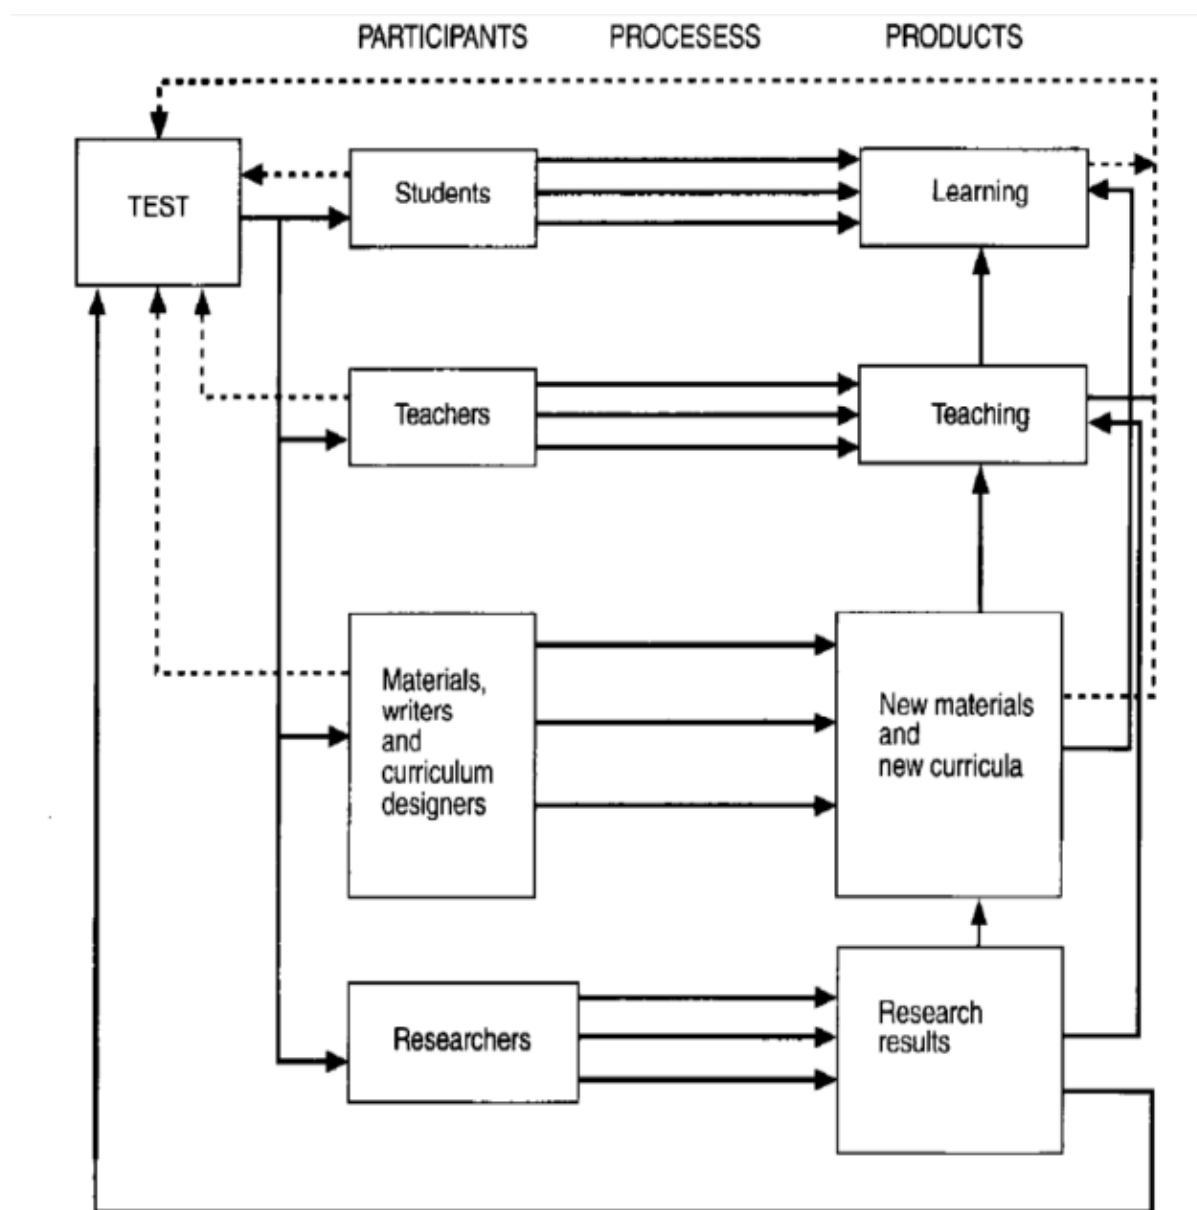 PARTICIPANTS PROCESESS PRODUCTS
TEST
Students
Learning
Teachers
Teaching
Materials,
writers
and
curriculum
designers
New materials
and
new curricula
Researchers
Research
results